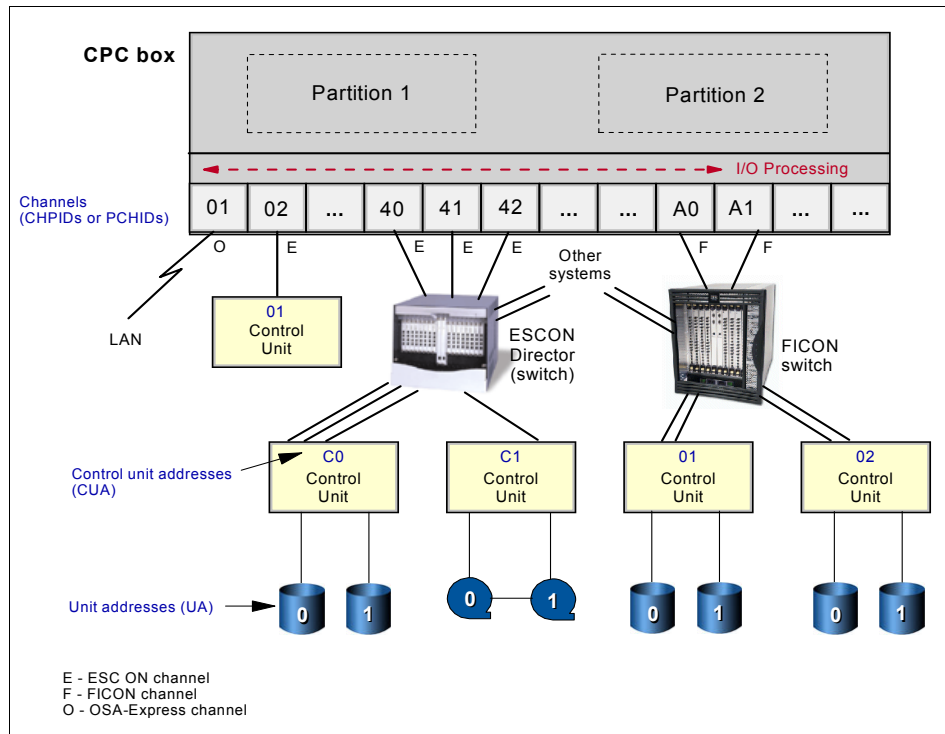 CPC box
Partition 1
Partition 2
I/O Processing
Channels
(CHPIDs or PCHIDs)
01
02
...
40
41
42
...
...
A0
A1
...
...
O
E
E
E
E
F
F
LAN
01
Control
Unit
Other
systems
ESCON
Director
(switch)
FICON
switch
Control unit addresses
(CUA)
C0
Control
Unit
C1
Control
Unit
01
Control
Unit
02
Control
Unit
Unit addresses (UA)
0
1
0
1
0
1
0
1
E - ESC ON channel
F - FICON channel
O - OSA-Express channel